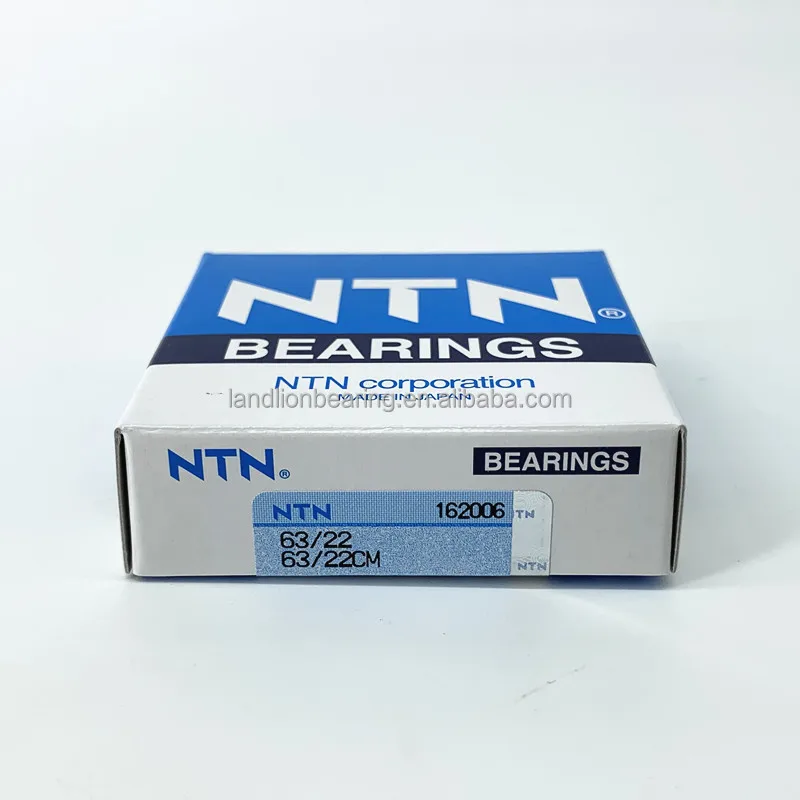 NTN®
BEARINGS
NTN corporation
MADE IN JAPAN
landlionbearing.en.alibaba.com
NTN®
BEARINGS
NTN 162006 NTN
63/22
63/22CM
NTN